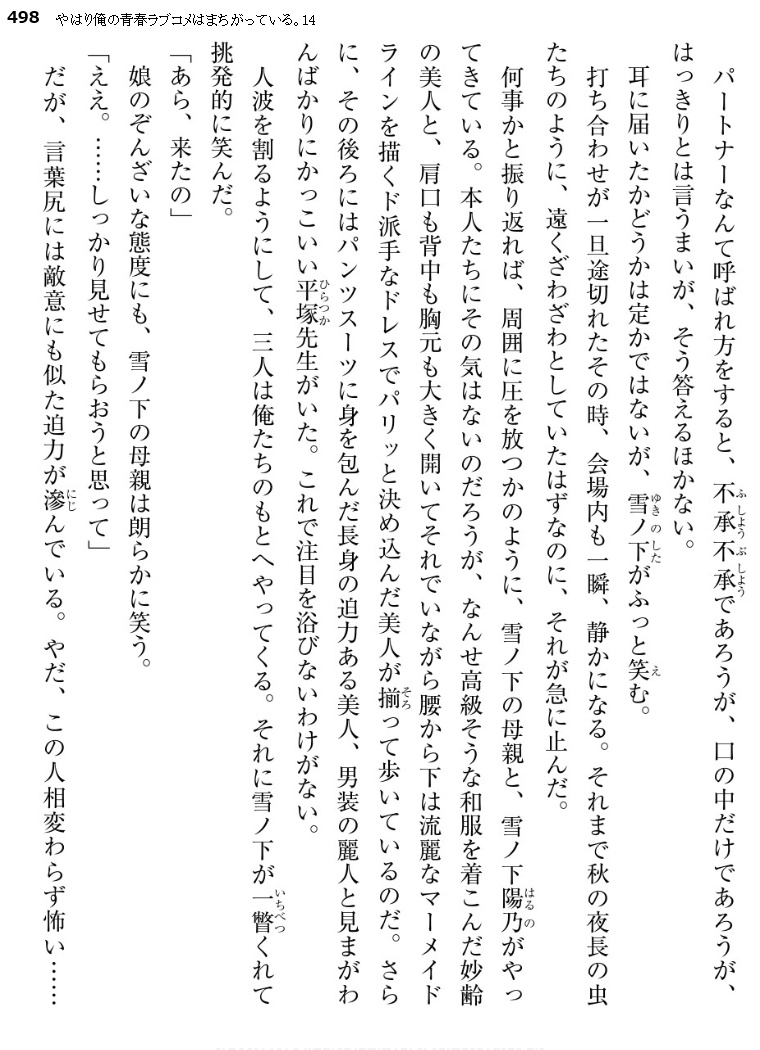 498 やはり俺の青春ラブコメはまちがっている。14
　パートナーなんて呼ばれ方をすると、不承不承であろうが、口の中だけであろうが、
はっきりとは言うまいが、そう答えるほかない。
　耳に届いたかどうかは定かではないが、雪ノ下がふっと笑む。
　打ち合わせが一旦途切れたその時、会場内も一瞬、静かになる。それまで秋の夜長の虫
たちのように、遠くざわざわとしていたはずなのに、それが急に止んだ。
　何事かと振り返れば、周囲に圧を放つかのように、雪ノ下の母親と、雪ノ下陽乃がやっ
てきている。本人たちにその気はないのだろうが、なんせ高級そうな和服を着こんだ妙齢
の美人と、肩口も背中も胸元も大きく開いてそれでいながら腰から下は流麗なマーメイド
ラインを描くド派手なドレスでパリッと決め込んだ美人が揃って歩いているのだ。さら
に、その後ろにはパンツスーツに身を包んだ長身の迫力ある美人、男装の麗人と見まがわ
んばかりにかっこいい平塚先生がいた。これで注目を浴びないわけがない。
　人波を割るようにして、三人は俺たちのもとへやってくる。それに雪ノ下が一瞥くれて
挑発的に笑んだ。
「あら、来たの」
　娘のぞんざいな態度にも、雪ノ下の母親は朗らかに笑う。
「ええ。……しっかり見せてもらおうと思って」
　だが、言葉尻には敵意にも似た迫力が滲んでいる。やだ、この人相変わらず怖い……